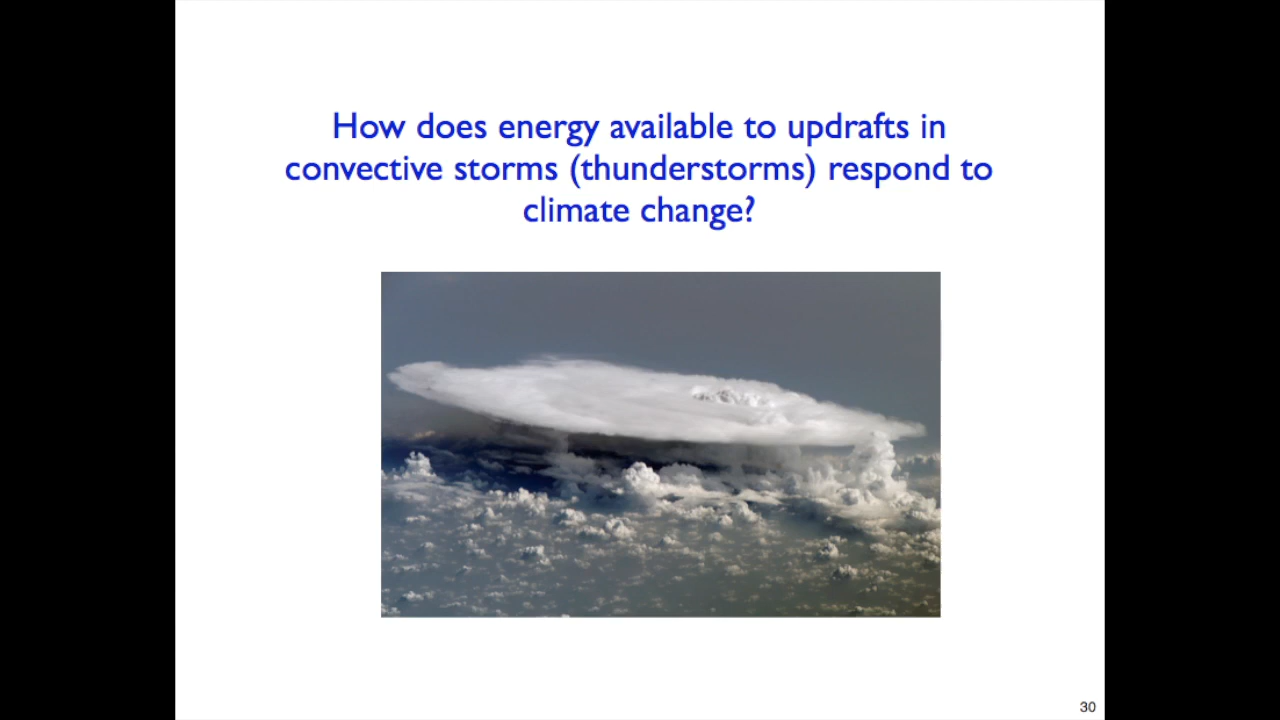 How does energy available to updrafts in
convective storms (thunderstorms) respond to
climate change?
30